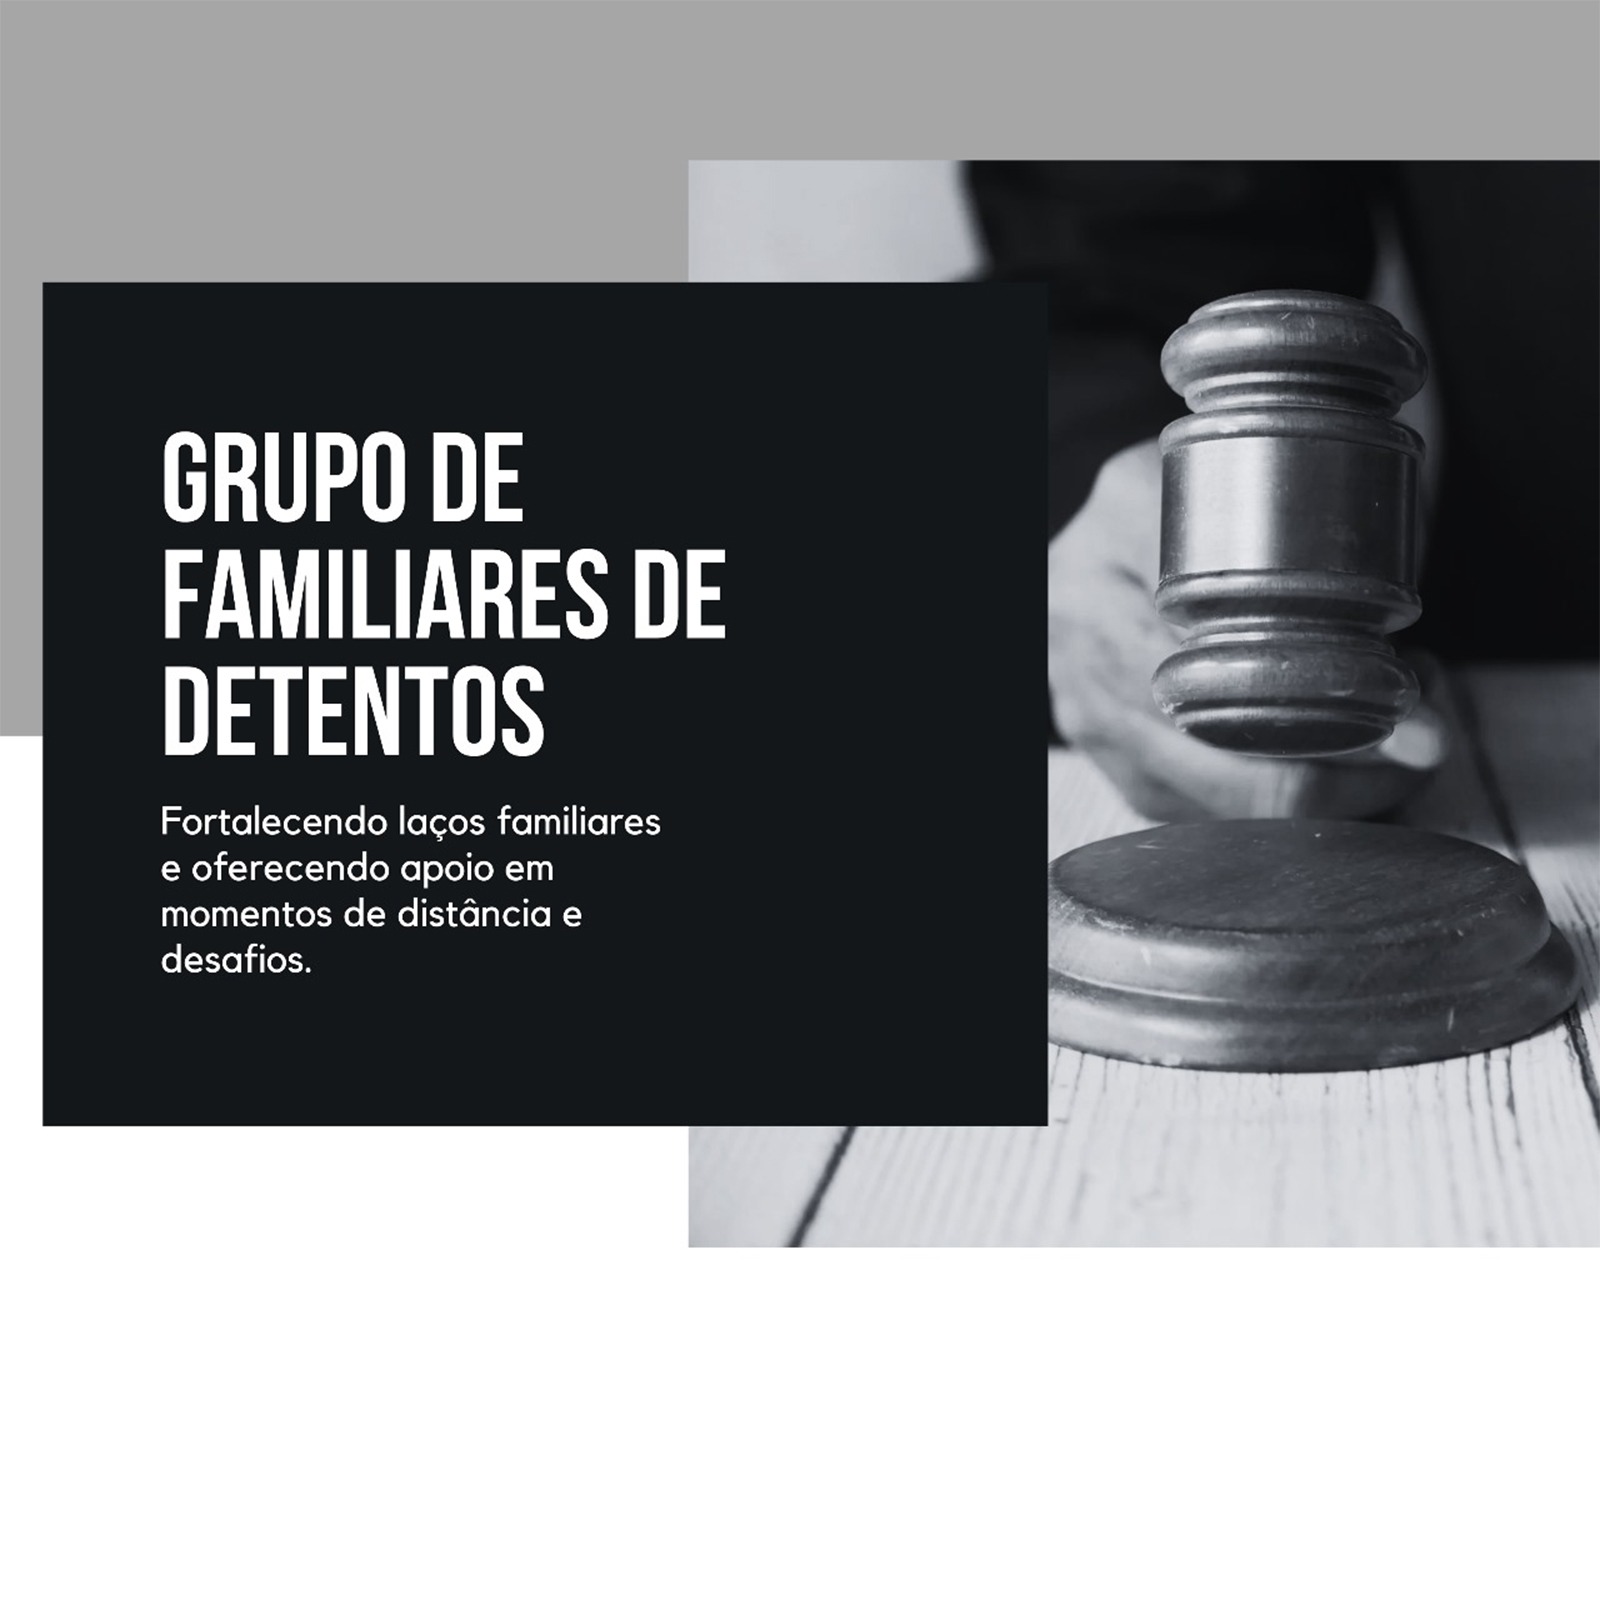 GRUPO DE
FAMILIARES DE
DETENTOS
Fortalecendo laços familiares
e oferecendo apoio em
momentos de distância e
desafios.